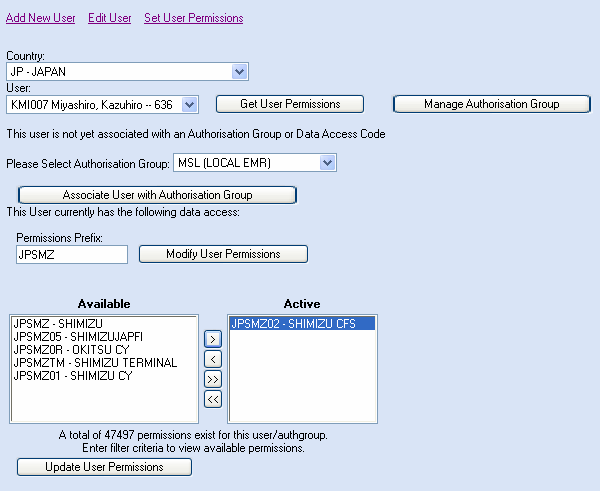 Add New User Edit User Set User Permissions
Country:
JP - JAPAN
User:
KMI007 Miyashiro, Kazuhiro -- 636 Get User Permissions Manage Authorisation Group
This user is not yet associated with an Authorisation Group or Data Access Code
Please Select Authorisation Group: MSL (LOCAL EMR)
Associate User with Authorisation Group
This User currently has the following data access:
Permissions Prefix:
JPSMZ Modify User Permissions
Available Active
JPSMZ - SHIMIZU > JPSMZ02 - SHIMIZU CFS
JPSMZ05 - SHIMIZUJAPFI
JPSMZ0R - OKITSU CY <
JPSMZTM - SHIMIZU TERMINAL
JPSMZ01 - SHIMIZU CY >>
<<
A total of 47497 permissions exist for this user/authgroup.
Enter filter criteria to view available permissions.
Update User Permissions